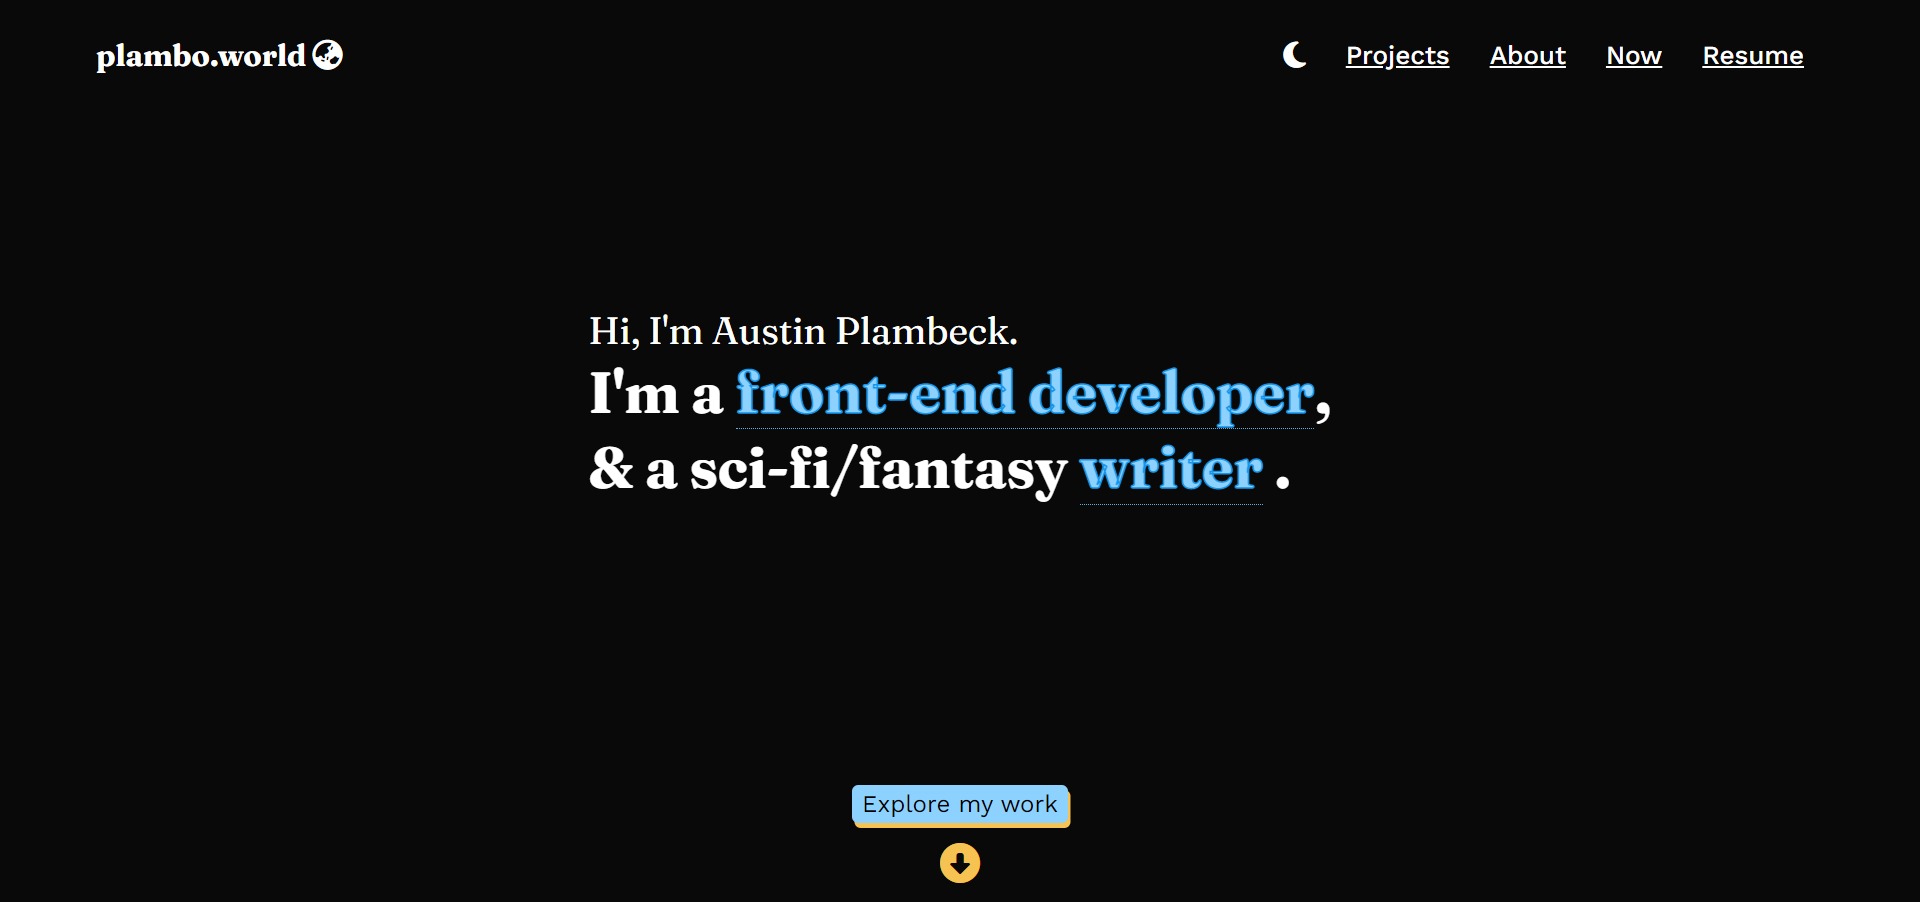 plambo.world
Projects About Now Resume
Hi, I'm Austin Plambeck.
I'm a front-end developer,
& a sci-fi/fantasy writer .
Explore my work